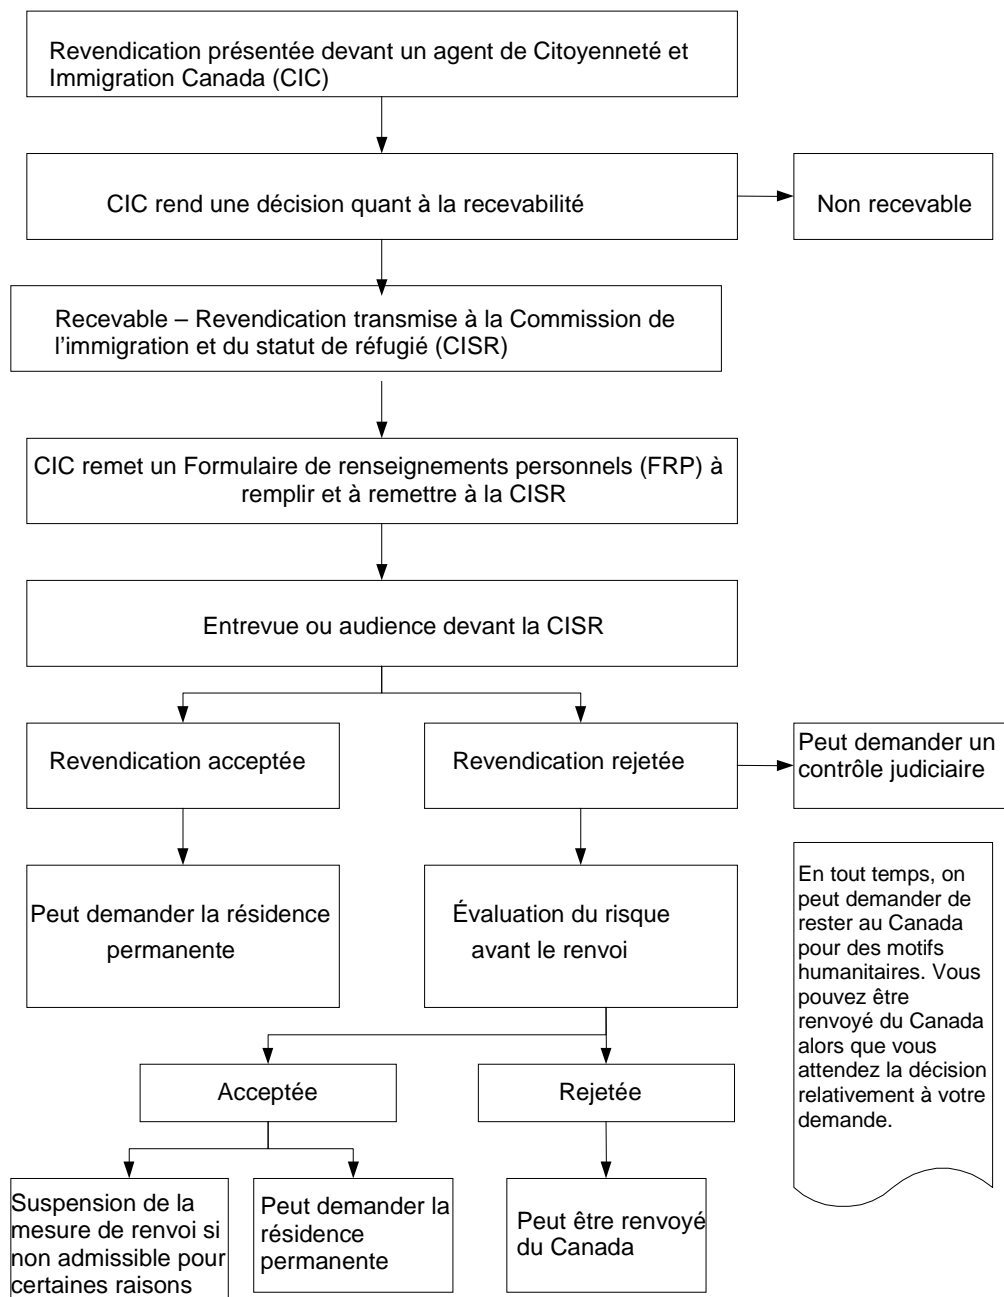 Revendication présentée devant un agent de Citoyenneté et
Immigration Canada (CIC)
CIC rend une décision quant à la recevabilité
Non recevable
Recevable – Revendication transmise à la Commission de
l’immigration et du statut de réfugié (CISR)
CIC remet un Formulaire de renseignements personnels (FRP) à
remplir et à remettre à la CISR
Entrevue ou audience devant la CISR
Revendication acceptée
Revendication rejetée
Peut demander un
contrôle judiciaire
Peut demander la résidence
permanente
Évaluation du risque
avant le renvoi
En tout temps, on
peut demander de
rester au Canada
pour des motifs
humanitaires. Vous
pouvez être
renvoyé du Canada
alors que vous
attendez la décision
relativement à votre
demande.
Acceptée
Rejetée
Suspension de la
mesure de renvoi si
non admissible pour
certaines raisons
Peut demander la
résidence
permanente
Peut être renvoyé
du Canada